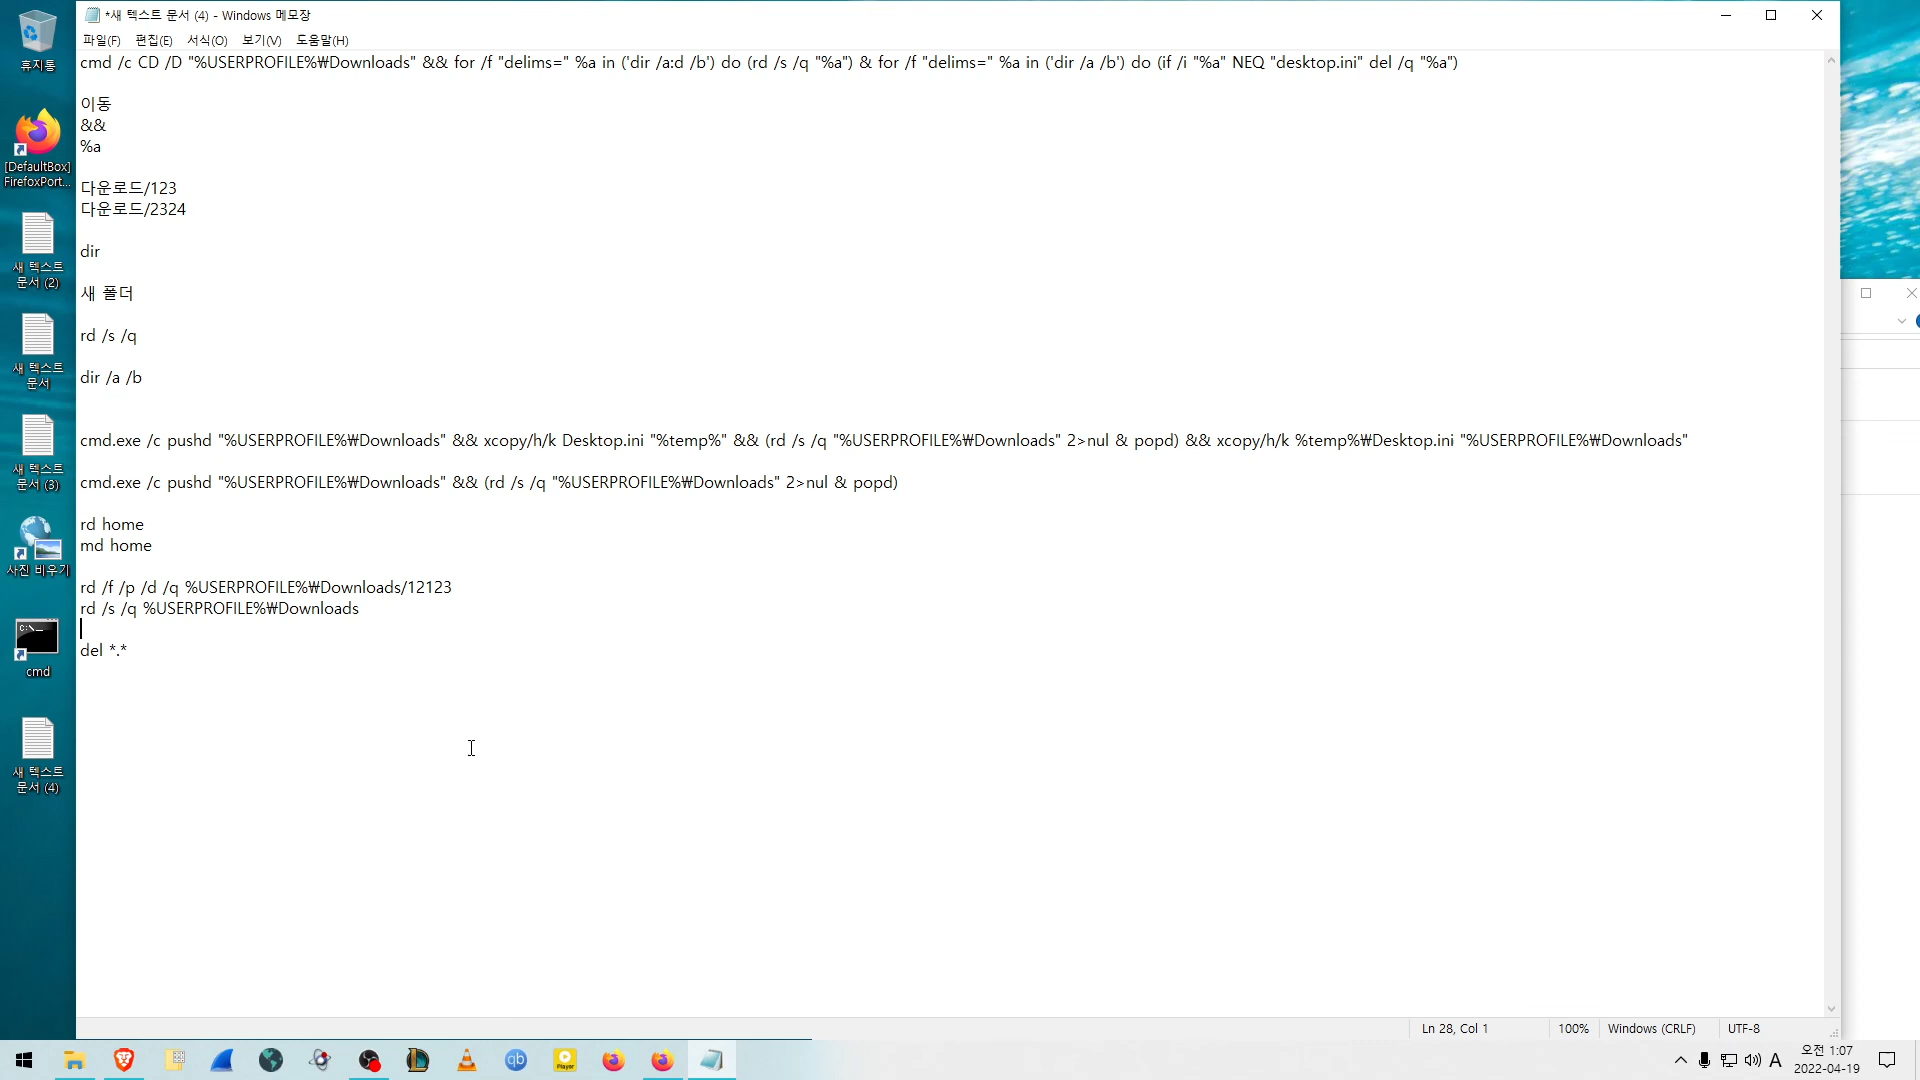 *새 텍스트 문서 (4) - Windows 메모장
파일(F) 편집(E) 서식(O) 보기(V) 도움말(H)
cmd /c CD /D "%USERPROFILE%₩Downloads" && for /f "delims=" %a in ('dir /a:d /b') do (rd /s /q "%a") & for /f "delims=" %a in ('dir /a /b') do (if /i "%a" NEQ "desktop.ini" del /q "%a")
이동
&&
%a
다운로드/123
다운로드/2324
dir
새 폴더
rd /s /q
dir /a /b
cmd.exe /c pushd "%USERPROFILE%₩Downloads" && xcopy/h/k Desktop.ini "%temp%" && (rd /s /q "%USERPROFILE%₩Downloads" 2>nul & popd) && xcopy/h/k %temp%₩Desktop.ini "%USERPROFILE%₩Downloads"
cmd.exe /c pushd "%USERPROFILE%₩Downloads" && (rd /s /q "%USERPROFILE%₩Downloads" 2>nul & popd)
rd home
md home
rd /f /p /d /q %USERPROFILE%₩Downloads/12123
rd /s /q %USERPROFILE%₩Downloads
del *.*
Ln 28, Col 1
100%
Windows (CRLF)
UTF-8
휴지통
[DefaultBox]
FirefoxPort...
새 텍스트
문서 (2)
새 텍스트
문서
새 텍스트
문서 (3)
사진 비우기
C:\_
cmd
새 텍스트
문서 (4)
qb
Player
A
오전 1:07
2022-04-19